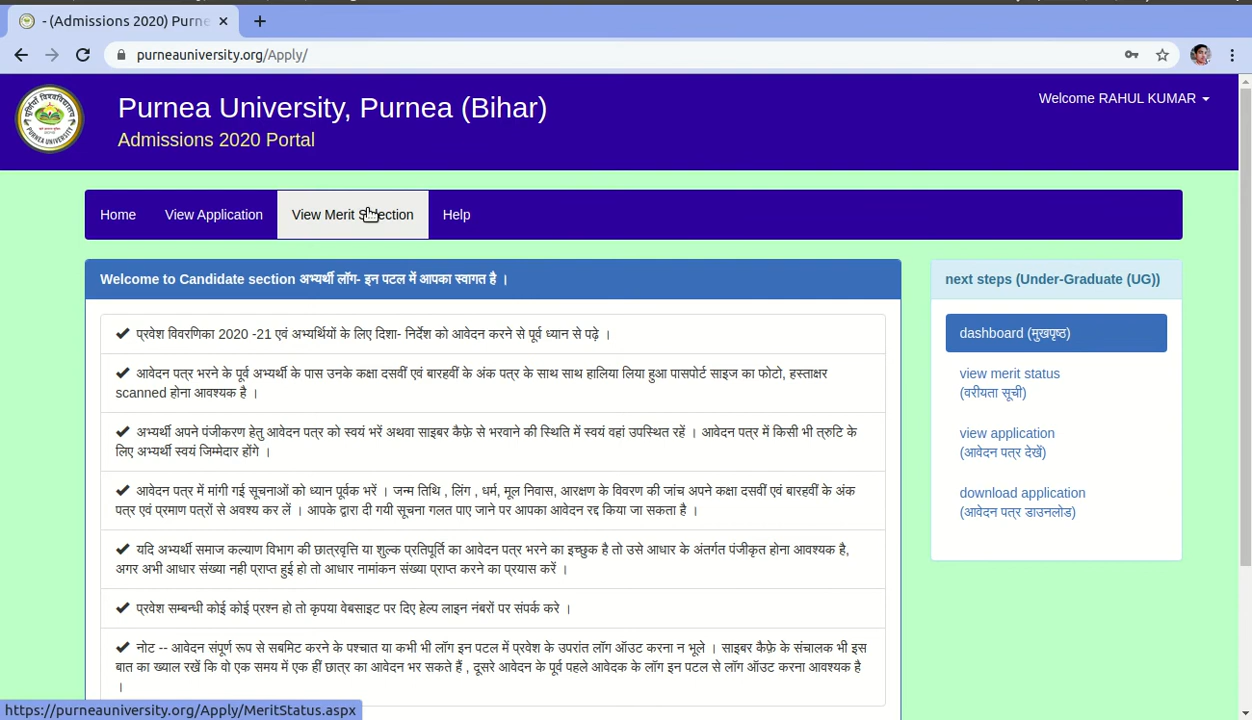 - (Admissions 2020) Purne
purneauniversity.org/Apply/
Purnea University, Purnea (Bihar)
Welcome RAHUL KUMAR
Admissions 2020 Portal
Home View Application View Merit Selection Help
Welcome to Candidate section अभ्यर्थी लॉग- इन पटल में आपका स्वागत है ।
प्रवेश विवरणिका 2020 -21 एवं अभ्यर्थियों के लिए दिशा- निर्देश को आवेदन करने से पूर्व ध्यान से पढ़े ।
आवेदन पत्र भरने के पूर्व अभ्यर्थी के पास उनके कक्षा दसवीं एवं बारहवीं के अंक पत्र के साथ साथ हालिया लिया हुआ पासपोर्ट साइज का फोटो, हस्ताक्षर
scanned होना आवश्यक है ।
अभ्यर्थी अपने पंजीकरण हेतु आवेदन पत्र को स्वयं भरें अथवा साइबर कैफ़े से भरवाने की स्थिति में स्वयं वहां उपस्थित रहें । आवेदन पत्र में किसी भी त्रुटि के
लिए अभ्यर्थी स्वयं जिम्मेदार होंगे ।
आवेदन पत्र में मांगी गई सूचनाओं को ध्यान पूर्वक भरें । जन्म तिथि , लिंग , धर्म, मूल निवास, आरक्षण के विवरण की जांच अपने कक्षा दसवीं एवं बारहवीं के अंक
पत्र एवं प्रमाण पत्रों से अवश्य कर लें । आपके द्वारा दी गयी सूचना गलत पाए जाने पर आपका आवेदन रद्द किया जा सकता है ।
यदि अभ्यर्थी समाज कल्याण विभाग की छात्रवृत्ति या शुल्क प्रतिपूर्ति का आवेदन पत्र भरने का इच्छुक है तो उसे आधार के अंतर्गत पंजीकृत होना आवश्यक है,
अगर अभी आधार संख्या नही प्राप्त हुई हो तो आधार नामांकन संख्या प्राप्त करने का प्रयास करें ।
प्रवेश सम्बन्धी कोई कोई प्रश्न हो तो कृपया वेबसाइट पर दिए हेल्प लाइन नंबरों पर संपर्क करे ।
नोट -- आवेदन संपूर्ण रूप से सबमिट करने के पश्चात या कभी भी लॉग इन पटल में प्रवेश के उपरांत लॉग ऑउट करना न भूले । साइबर कैफ़े के संचालक भी इस
बात का ख्याल रखें कि वो एक समय में एक हीं छात्र का आवेदन भर सकते हैं , दूसरे आवेदन के पूर्व पहले आवेदक के लॉग इन पटल से लॉग ऑउट करना आवश्यक है
।
next steps (Under-Graduate (UG))
dashboard (मुखपृष्ठ)
view merit status
(वरीयता सूची)
view application
(आवेदन पत्र देखें)
download application
(आवेदन पत्र डाउनलोड)
https://purneauniversity.org/Apply/MeritStatus.aspx